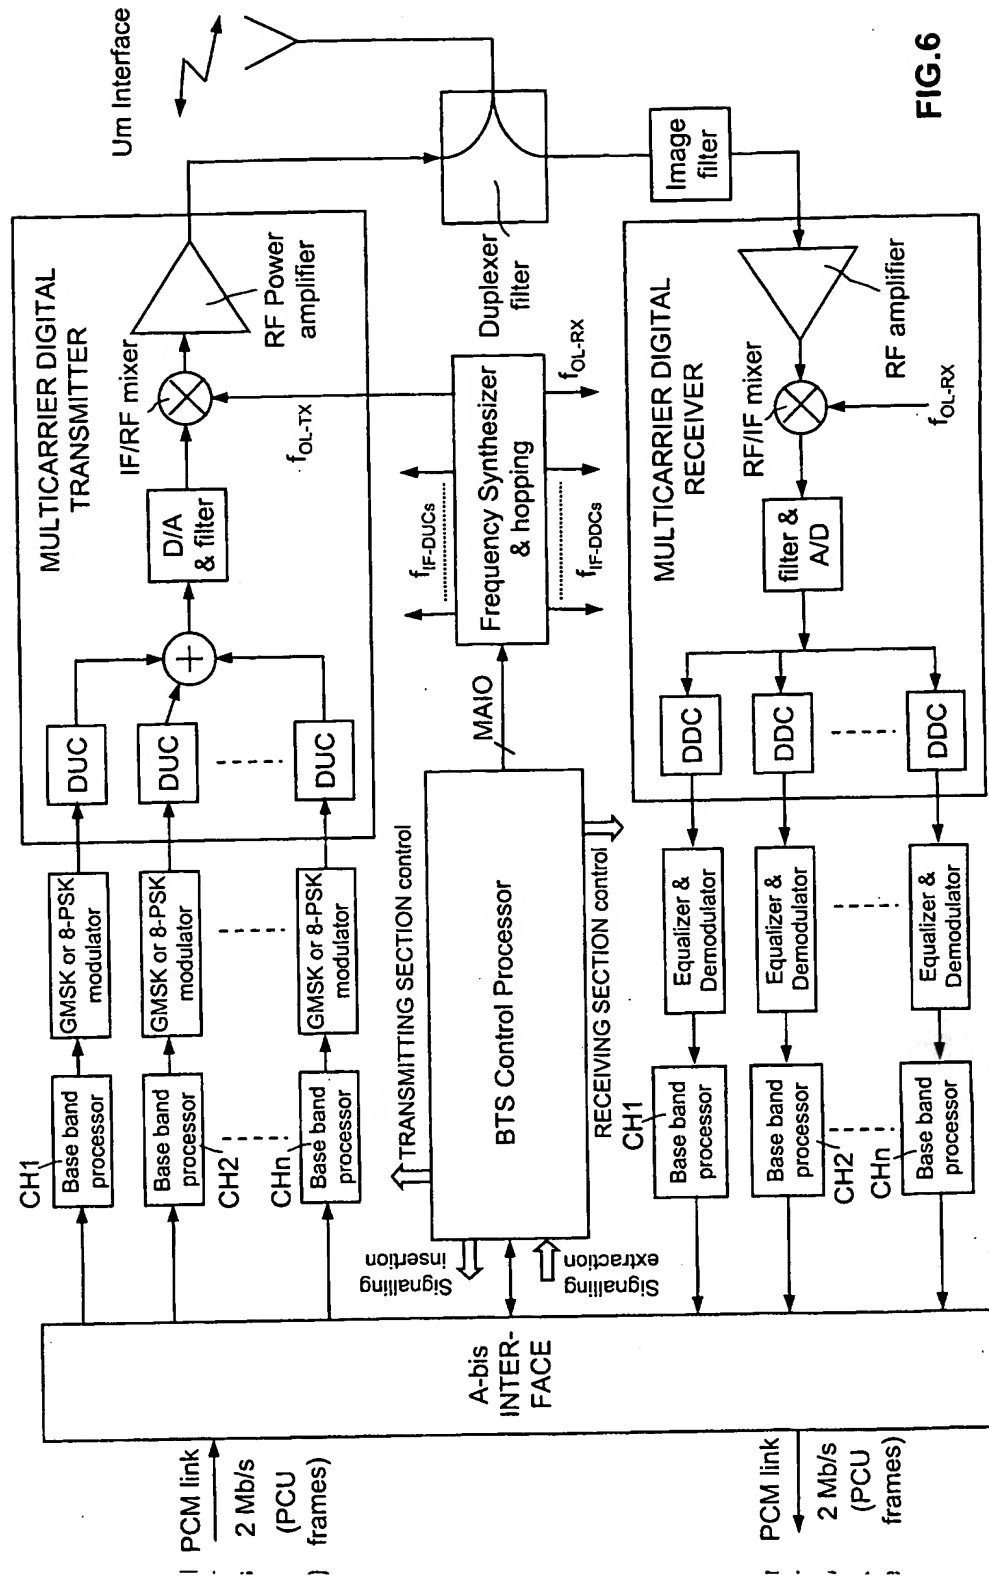 PCM link
2 Mb/s
(PCU
frames)
A-bis
INTER-
FACE
CH1
Base band
processor
GMSK or 8-PSK
modulator
DUC
Base band
processor
CH2
GMSK or 8-PSK
modulator
DUC
CHn
Base band
processor
GMSK or 8-PSK
modulator
DUC
MULTICARRIER DIGITAL
TRANSMITTER
D/A
& filter
IF/RF mixer
RF Power
amplifier
fOL-TX
Um Interface
Signalling
insertion
Signalling
extraction
TRANSMITTING SECTION control
BTS Control Processor
RECEIVING SECTION control
MAIO
fIF-DUCs
Frequency Synthesizer
& hopping
fIF-DDCs
fOL-RX
Duplexer
filter
Image
filter
MULTICARRIER DIGITAL
RECEIVER
RF amplifier
RF/IF mixer
fOL-RX
filter &
A/D
DDC
DDC
DDC
Equalizer &
Demodulator
Equalizer &
Demodulator
Equalizer &
Demodulator
CH1
Base band
processor
Base band
processor
CH2
CHn
Base band
processor
PCM link
2 Mb/s
(PCU
frames)
FIG.6